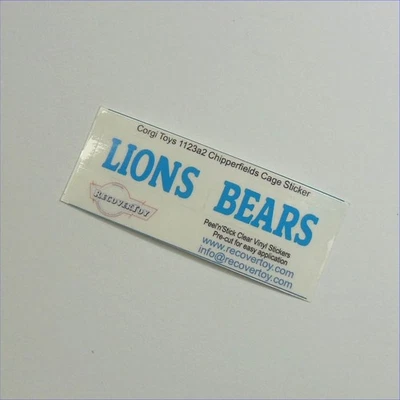 Corgi Toys 1123a2 Chipperfields Cage Sticker
LIONS BEARS
RECOVERTOY
Peel'n'Stick Clear Vinyl Stickers
Pre-cut for easy application
www.recovertoy.com
info@recovertoy.com